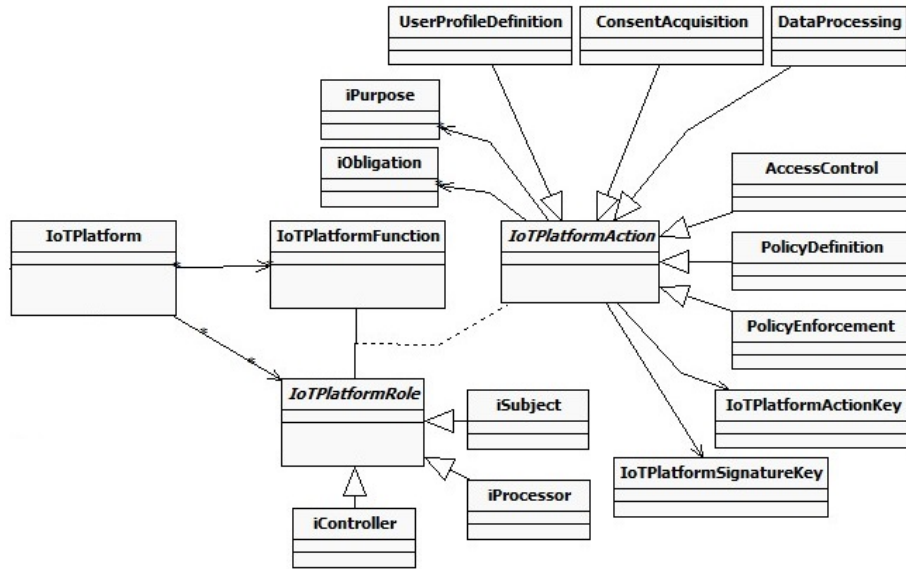 UserProfileDefinition
ConsentAcquisition
DataProcessing
iPurpose
iObligation
AccessControl
IoTPlatform
IoTPlatformFunction
IoTPlatformAction
PolicyDefinition
PolicyEnforcement
IoTPlatformRole
iSubject
IoTPlatformActionKey
IoTPlatformSignatureKey
iProcessor
iController